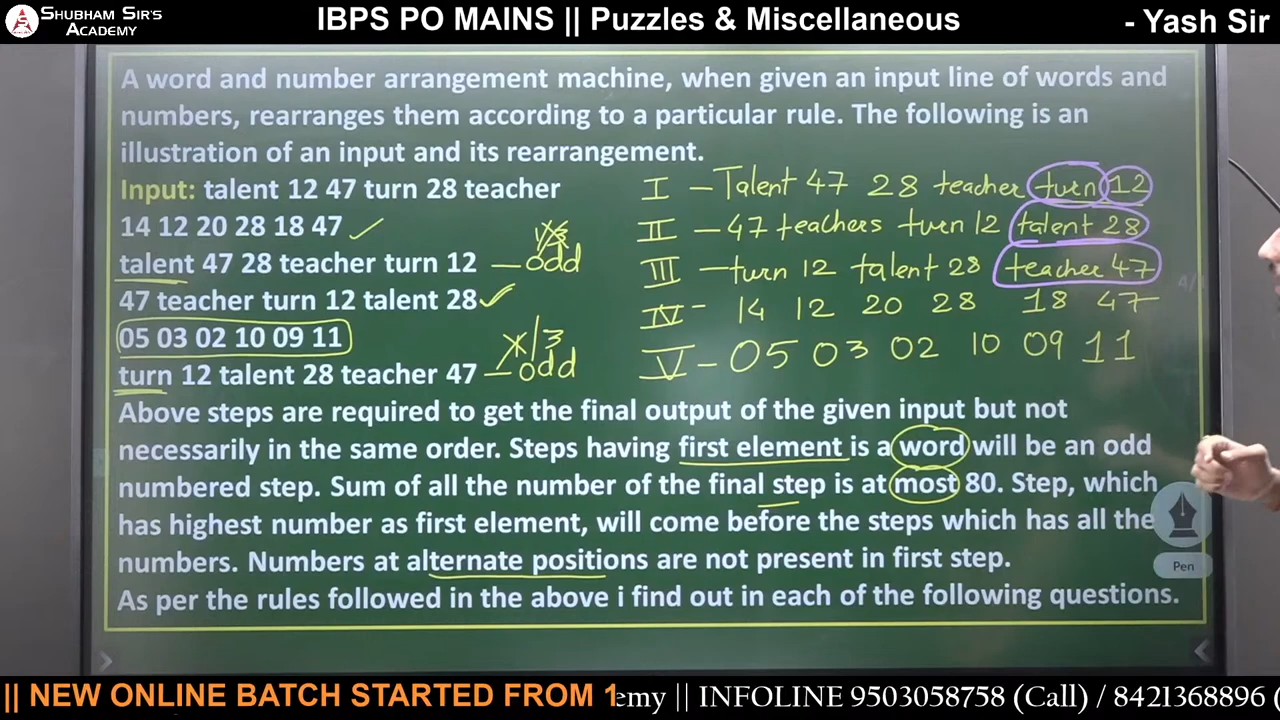 SHUBHAM SIR'S
ACADEMY
IBPS PO MAINS || Puzzles & Miscellaneous
- Yash Sir
A word and number arrangement machine, when given an input line of words and
numbers, rearranges them according to a particular rule. The following is an
illustration of an input and its rearrangement.
Input: talent 12 47 turn 28 teacher
14 12 20 28 18 47
talent 47 28 teacher turn 12 — odd
47 teacher turn 12 talent 28
05 03 02 10 09 11
turn 12 talent 28 teacher 47 — odd
I — Talent 47 28 teacher turn 12
II — 47 teachers turn 12 talent 28
III — turn 12 talent 28 teacher 47
IV - 14 12 20 28 18 47
V - 05 03 02 10 09 11
Above steps are required to get the final output of the given input but not
necessarily in the same order. Steps having first element is a word will be an odd
numbered step. Sum of all the number of the final step is at most 80. Step, which
has highest number as first element, will come before the steps which has all the
numbers. Numbers at alternate positions are not present in first step.
As per the rules followed in the above i find out in each of the following questions.
Pen
|| NEW ONLINE BATCH STARTED FROM 1
emy || INFOLINE 9503058758 (Call) / 8421368896 (